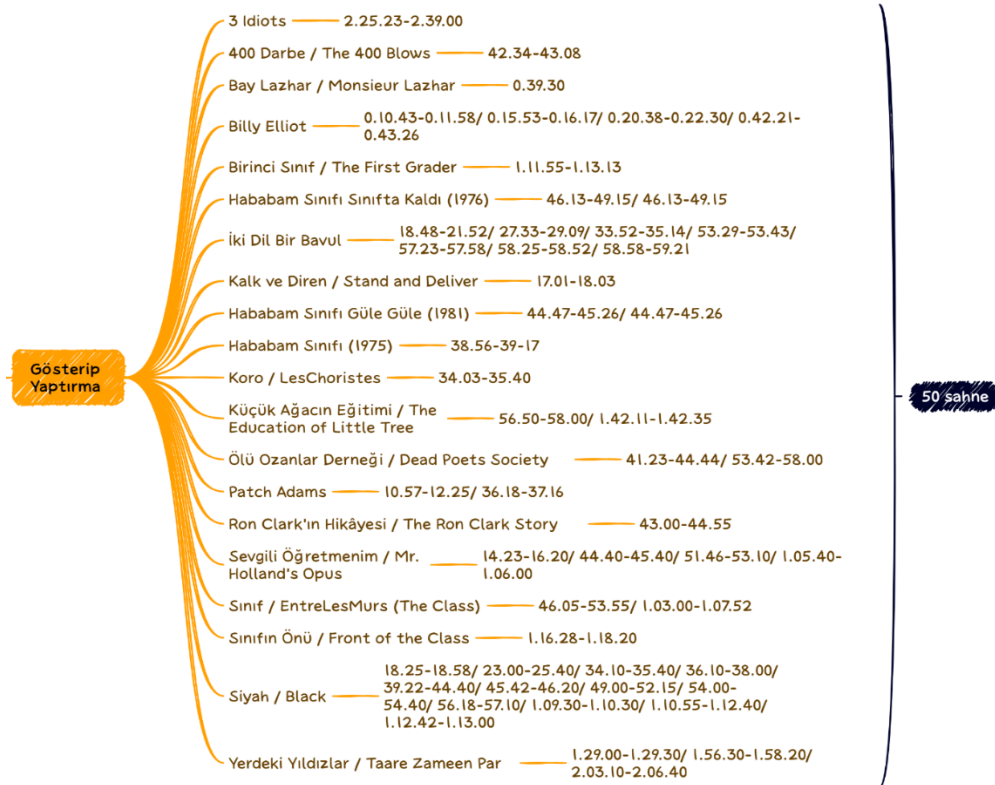 Gösterip
Yaptırma
3 Idiots
2.25.23-2.39.00
400 Darbe / The 400 Blows
42.34-43.08
Bay Lazhar / Monsieur Lazhar
0.39.30
Billy Elliot
0.10.43-0.11.58/ 0.15.53-0.16.17/ 0.20.38-0.22.30/ 0.42.21-
0.43.26
Birinci Sınıf / The First Grader
1.11.55-1.13.13
Hababam Sınıfı Sınıfta Kaldı (1976)
46.13-49.15/ 46.13-49.15
İki Dil Bir Bavul
18.48-21.52/ 27.33-29.09/ 33.52-35.14/ 53.29-53.43/
57.23-57.58/ 58.25-58.52/ 58.58-59.21
Kalk ve Diren / Stand and Deliver
17.01-18.03
Hababam Sınıfı Güle Güle (1981)
44.47-45.26/ 44.47-45.26
Hababam Sınıfı (1975)
38.56-39-17
Koro / LesChoristes
34.03-35.40
Küçük Ağacın Eğitimi / The
Education of Little Tree
56.50-58.00/ 1.42.11-1.42.35
Ölü Ozanlar Derneği / Dead Poets Society
41.23-44.44/ 53.42-58.00
Patch Adams
10.57-12.25/ 36.18-37.16
Ron Clark'ın Hikâyesi / The Ron Clark Story
43.00-44.55
Sevgili Öğretmenim / Mr.
Holland's Opus
14.23-16.20/ 44.40-45.40/ 51.46-53.10/ 1.05.40-
1.06.00
Sınıf / EntreLesMurs (The Class)
46.05-53.55/ 1.03.00-1.07.52
Sınıfın Önü / Front of the Class
1.16.28-1.18.20
Siyah / Black
18.25-18.58/ 23.00-25.40/ 34.10-35.40/ 36.10-38.00/
39.22-44.40/ 45.42-46.20/ 49.00-52.15/ 54.00-
54.40/ 56.18-57.10/ 1.09.30-1.10.30/ 1.10.55-1.12.40/
1.12.42-1.13.00
Yerdeki Yıldızlar / Taare Zameen Par
1.29.00-1.29.30/ 1.56.30-1.58.20/
2.03.10-2.06.40
50 sahne